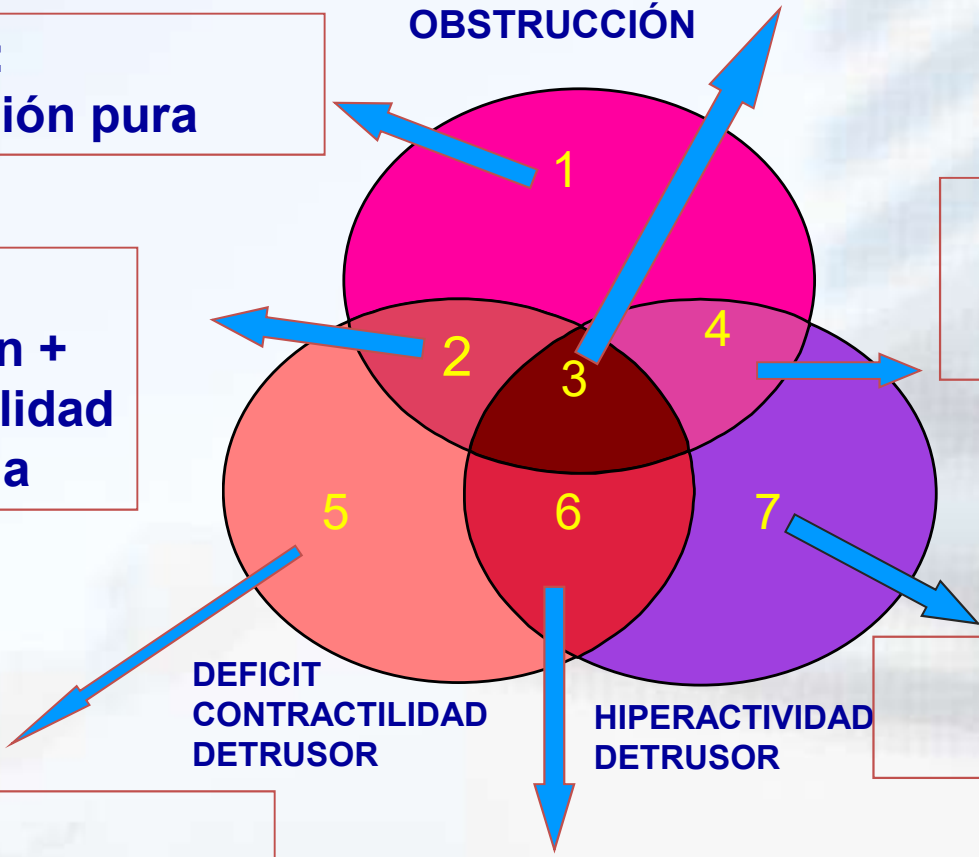 OBSTRUCCIÓN
:
ión pura
1
n +
lidad
a
2
3
4
5
6
7
DEFICIT
CONTRACTILIDAD
DETRUSOR
HIPERACTIVIDAD
DETRUSOR